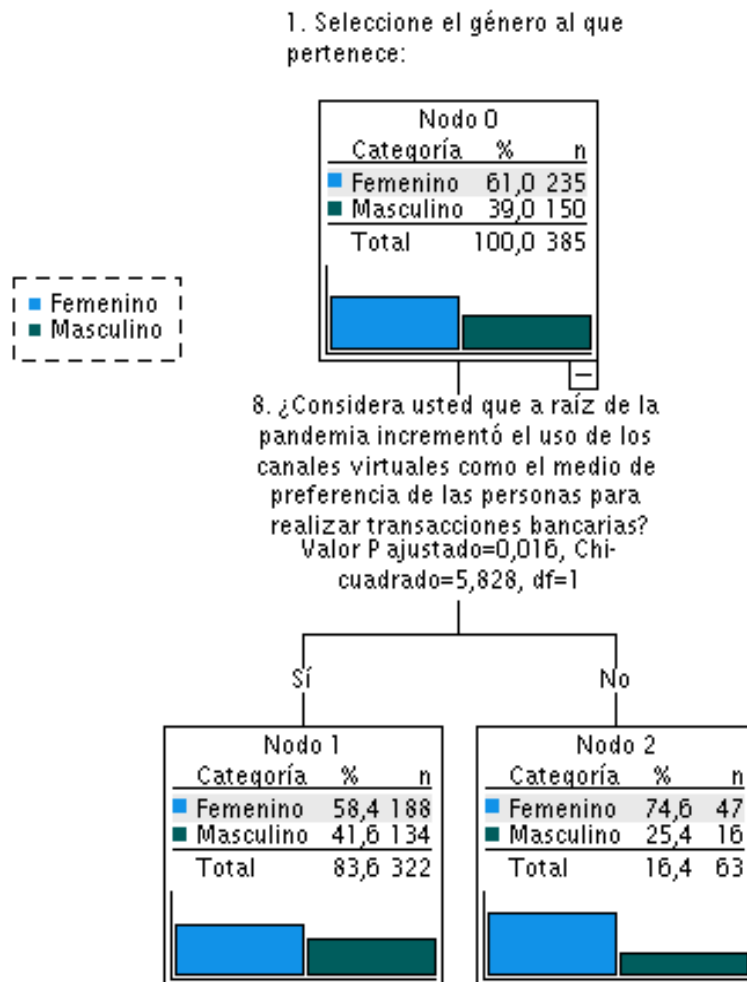 1. Seleccione el género al que
pertenece:
Nodo 0
Categoría % n
Femenino 61,0 235
Masculino 39,0 150
Total 100,0 385
Femenino
Masculino
8. ¿Considera usted que a raíz de la
pandemia incrementó el uso de los
canales virtuales como el medio de
preferencia de las personas para
realizar transacciones bancarias?
Valor P ajustado=0,016, Chi-
cuadrado=5,828, df=1
Sí
No
Nodo 1
Categoría % n
Femenino 58,4 188
Masculino 41,6 134
Total 83,6 322
Nodo 2
Categoría % n
Femenino 74,6 47
Masculino 25,4 16
Total 16,4 63